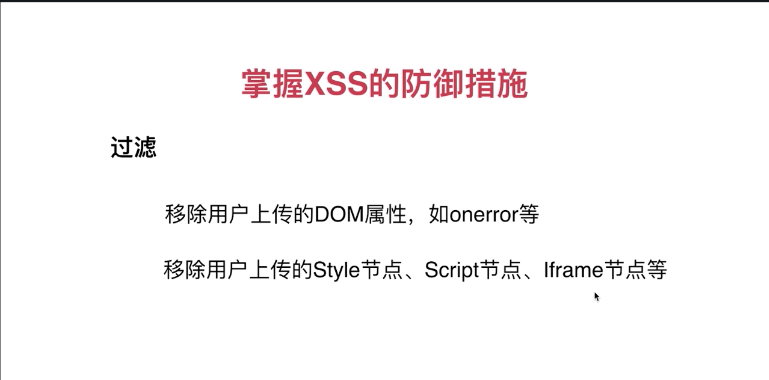 掌握XSS的防御措施
过滤
移除用户上传的DOM属性，如onerror等
移除用户上传的Style节点、Script节点、Iframe节点等